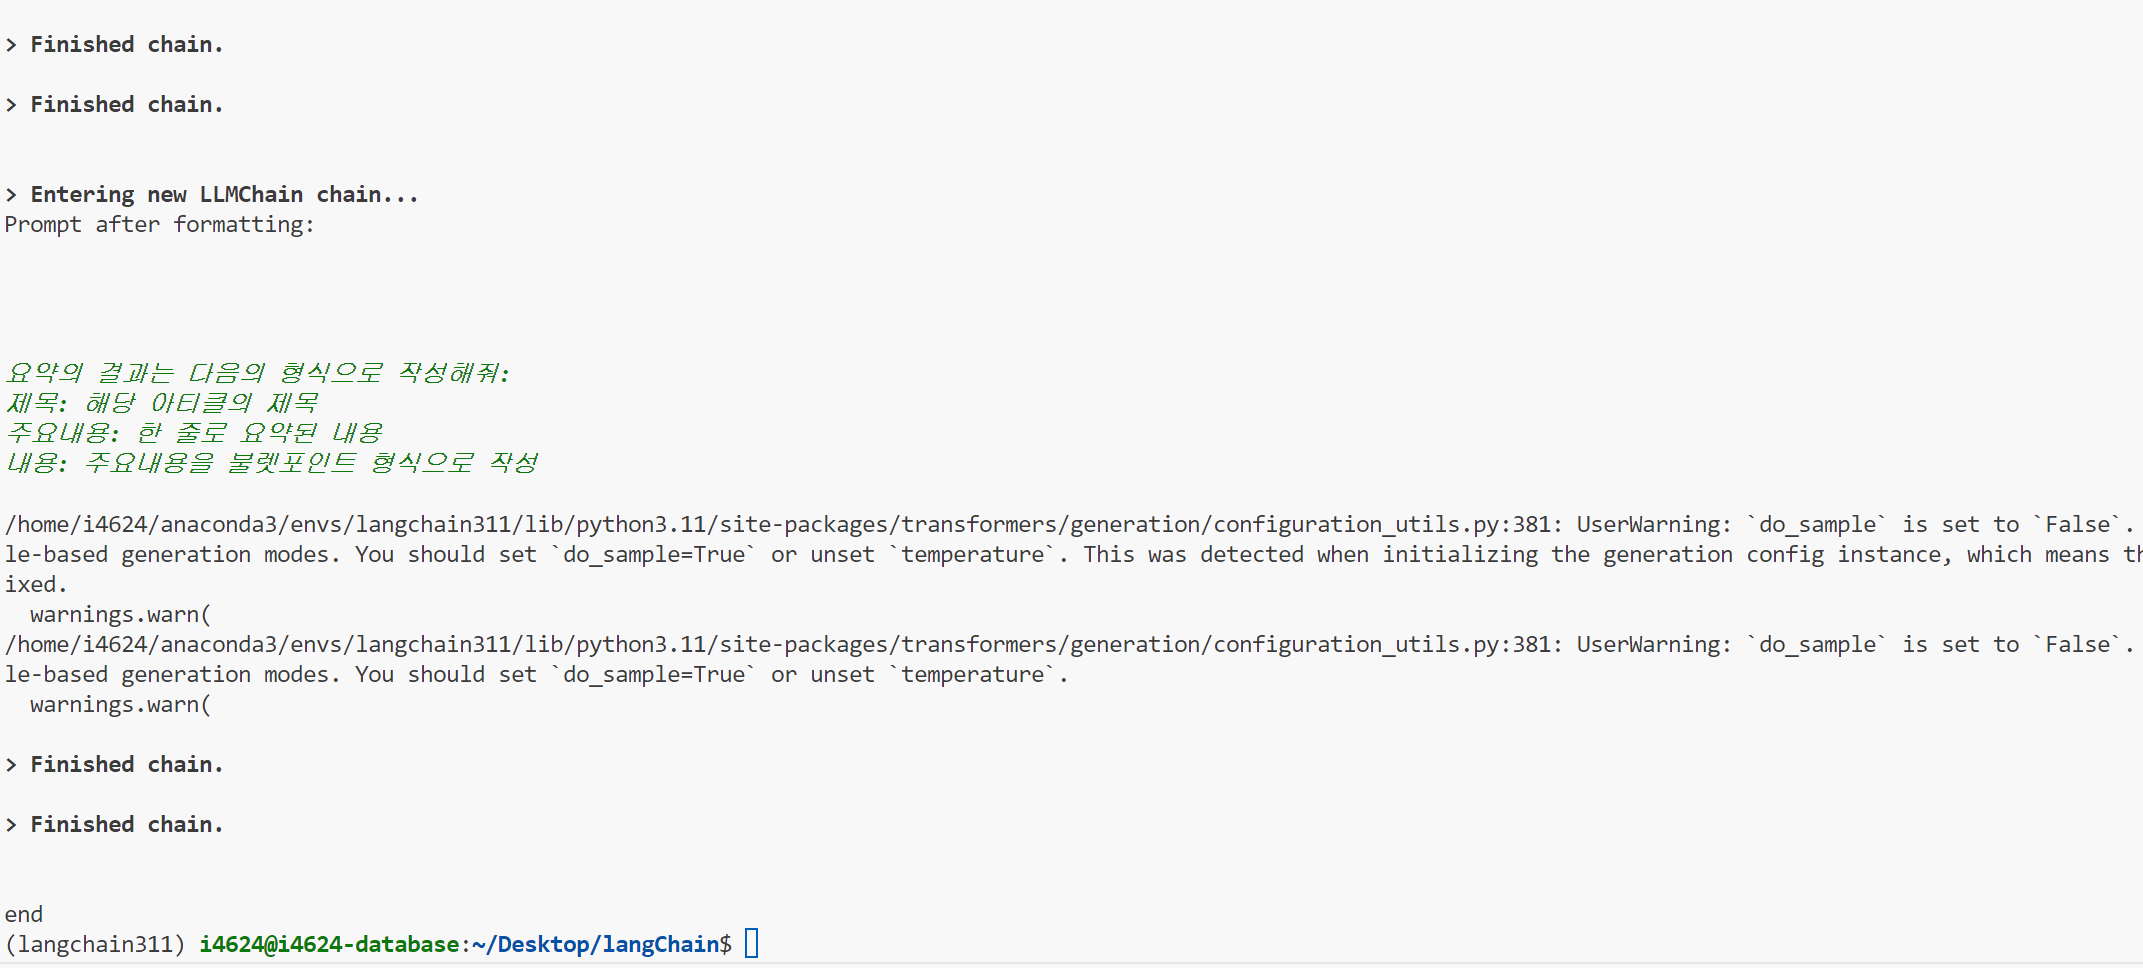 > Finished chain.
> Finished chain.
> Entering new LLMChain chain...
Prompt after formatting:
요약의 결과는 다음의 형식으로 작성해줘:
제목: 해당 아티클의 제목
주요내용: 한 줄로 요약된 내용
내용: 주요내용을 불렛포인트 형식으로 작성
/home/i4624/anaconda3/envs/langchain311/lib/python3.11/site-packages/transformers/generation/configuration_utils.py:381: UserWarning: `do_sample` is set to `False`.
le-based generation modes. You should set `do_sample=True` or unset `temperature`. This was detected when initializing the generation config instance, which means th
ixed.
  warnings.warn(
/home/i4624/anaconda3/envs/langchain311/lib/python3.11/site-packages/transformers/generation/configuration_utils.py:381: UserWarning: `do_sample` is set to `False`.
le-based generation modes. You should set `do_sample=True` or unset `temperature`.
  warnings.warn(
> Finished chain.
> Finished chain.
end
(langchain311) i4624@i4624-database:~/Desktop/langChain$